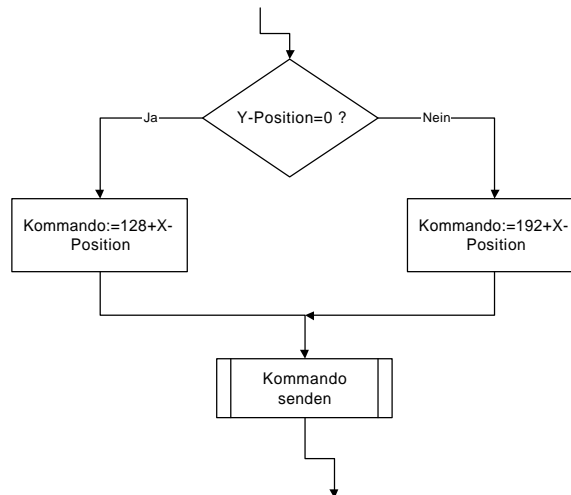 Y-Position=0 ?
Ja
Nein
Kommando:=128+X-
Position
Kommando:=192+X-
Position
Kommando
senden